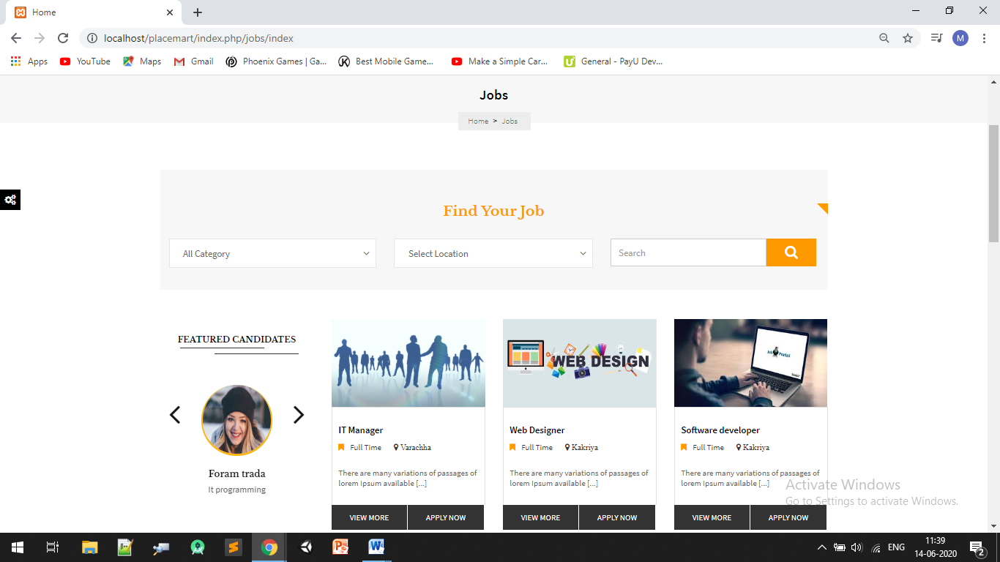 Home
localhost/placemart/index.php/jobs/index
M
Apps YouTube Maps Gmail Phoenix Games | Ga... Best Mobile Game... Make a Simple Car... General - PayU Dev...
Jobs
Home > Jobs
Find Your Job
All Category Select Location Search
FEATURED CANDIDATES
Foram trada
It programming
WEB DESIGN
Job Portal
IT Manager
Full Time Varachha
There are many variations of passages of
lorem Ipsum available [...]
VIEW MORE APPLY NOW
Web Designer
Full Time Kakriya
There are many variations of passages of
lorem Ipsum available [...]
VIEW MORE APPLY NOW
Software developer
Full Time Kakriya
There are many variations of passages of
lorem Ipsum available [...]
VIEW MORE APPLY NOW
Activate Windows
Go to Settings to activate Windows.
ENG
11:39
14-06-2020
2